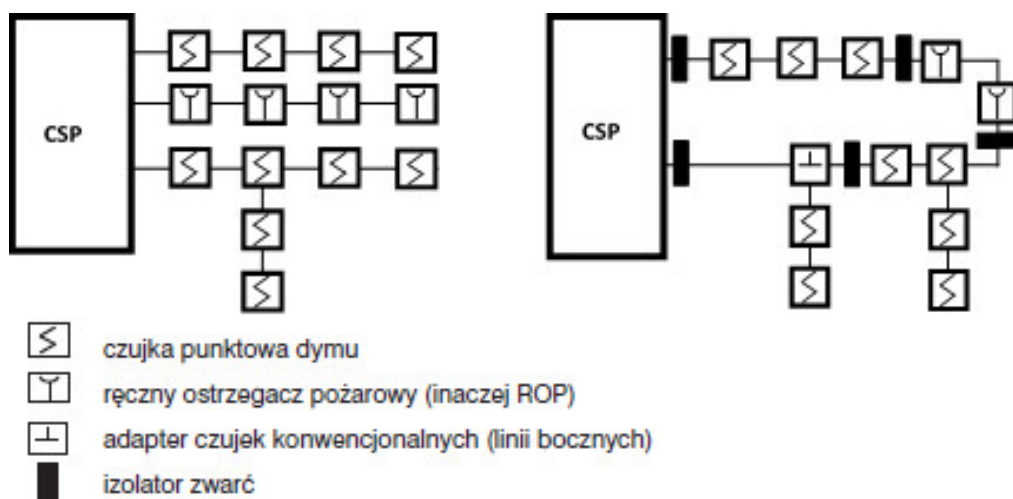 CSP
CSP
czujka punktowa dymu
ręczny ostrzegacz pożarowy (inaczej ROP)
adapter czujek konwencjonalnych (linii bocznych)
izolator zwarć